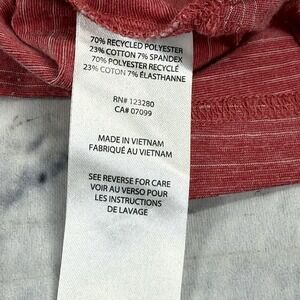 70% RECYCLED POLYESTER
23% COTTON 7% SPANDEX
70% POLYESTER RECYCLÉ
23% COTON 7% ÉLASTHANNE
RN# 123280
CA# 07099
MADE IN VIETNAM
FABRIQUÉ AU VIETNAM
SEE REVERSE FOR CARE
VOIR AU VERSO POUR
LES INSTRUCTIONS
DE LAVAGE